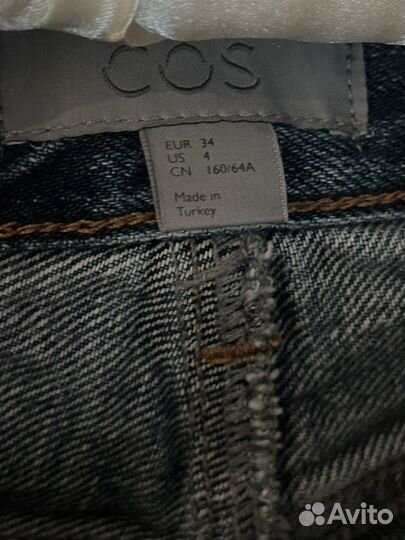 COS
EUR 34
US 4
CN 160/64A
Made in
Turkey
Avito